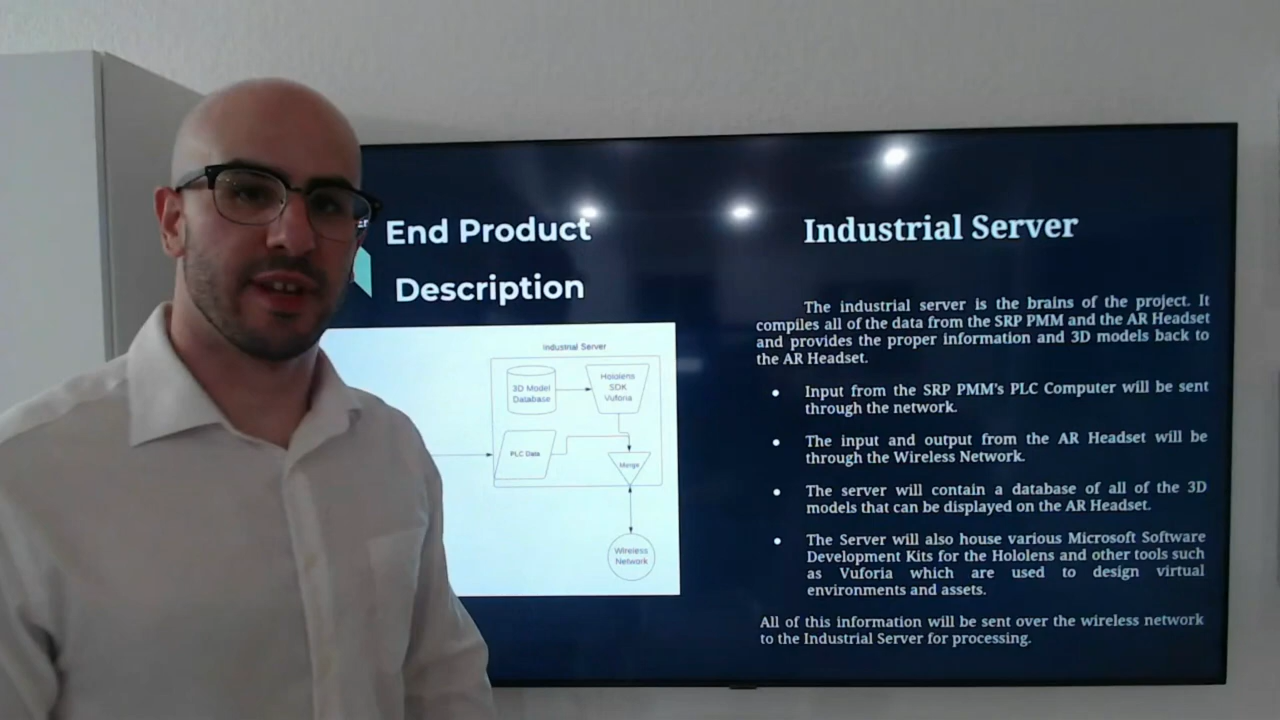 End Product
Description
Industrial Server
3D Model
Database
Hololens
SDK
Vuforia
PLC Data
Merge
Wireless
Network
Industrial Server
The industrial server is the brains of the project. It
compiles all of the data from the SRP PMM and the AR Headset
and provides the proper information and 3D models back to
the AR Headset.
• Input from the SRP PMM's PLC Computer will be sent
through the network.
• The input and output from the AR Headset will be
through the Wireless Network.
• The server will contain a database of all of the 3D
models that can be displayed on the AR Headset.
• The Server will also house various Microsoft Software
Development Kits for the Hololens and other tools such
as Vuforia which are used to design virtual
environments and assets.
All of this information will be sent over the wireless network
to the Industrial Server for processing.